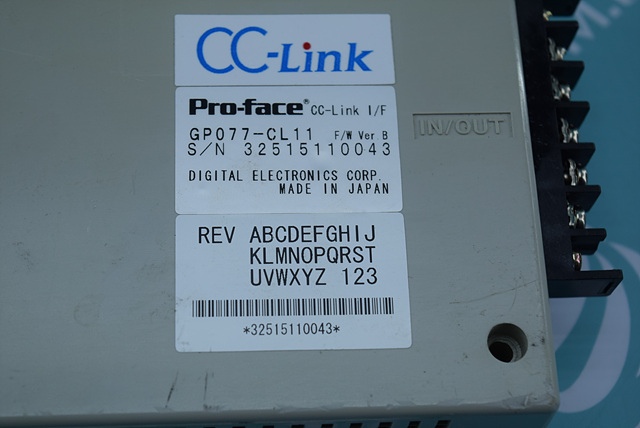 CC-Link
Pro-face® CC-Link I/F
GP077-CL11 F/W Ver B
S/N 32515110043
DIGITAL ELECTRONICS CORP.
MADE IN JAPAN
IN/OUT
REV ABCDEFGHIJ
KLMNOPQRST
UVWXYZ 123
*32515110043*